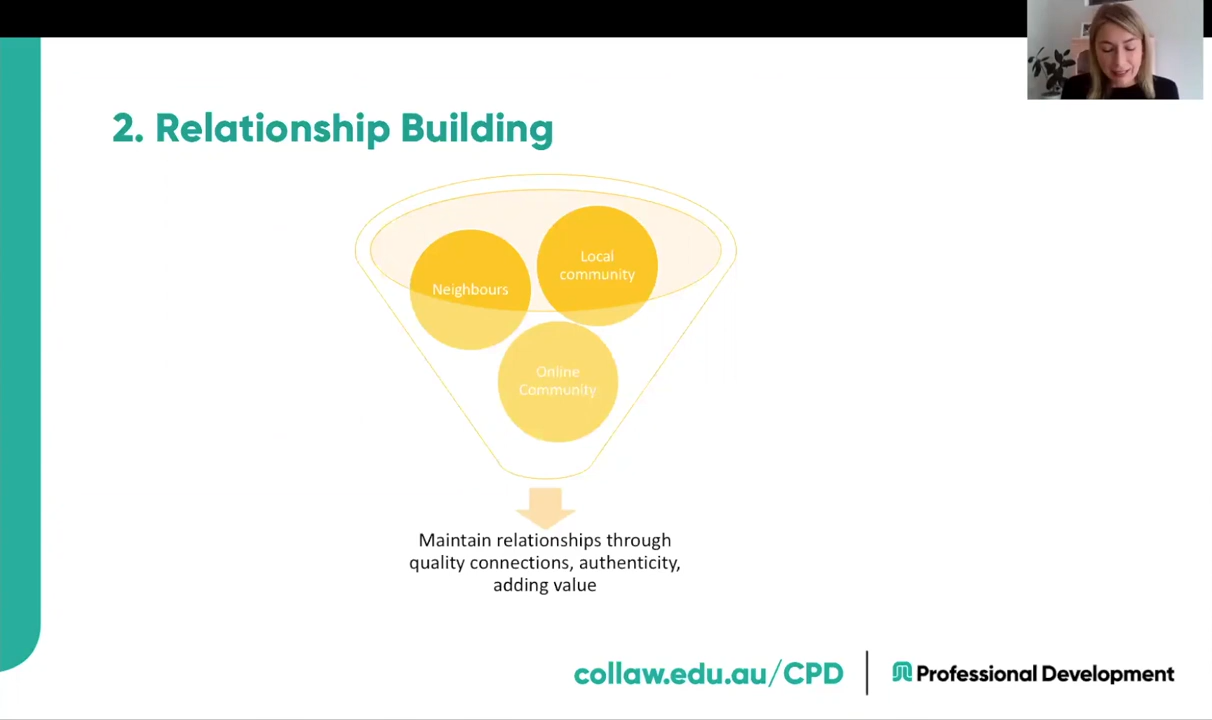 2. Relationship Building
Local
community
Neighbours
Online
Community
Maintain relationships through
quality connections, authenticity,
adding value
collaw.edu.au/CPD
Professional Development